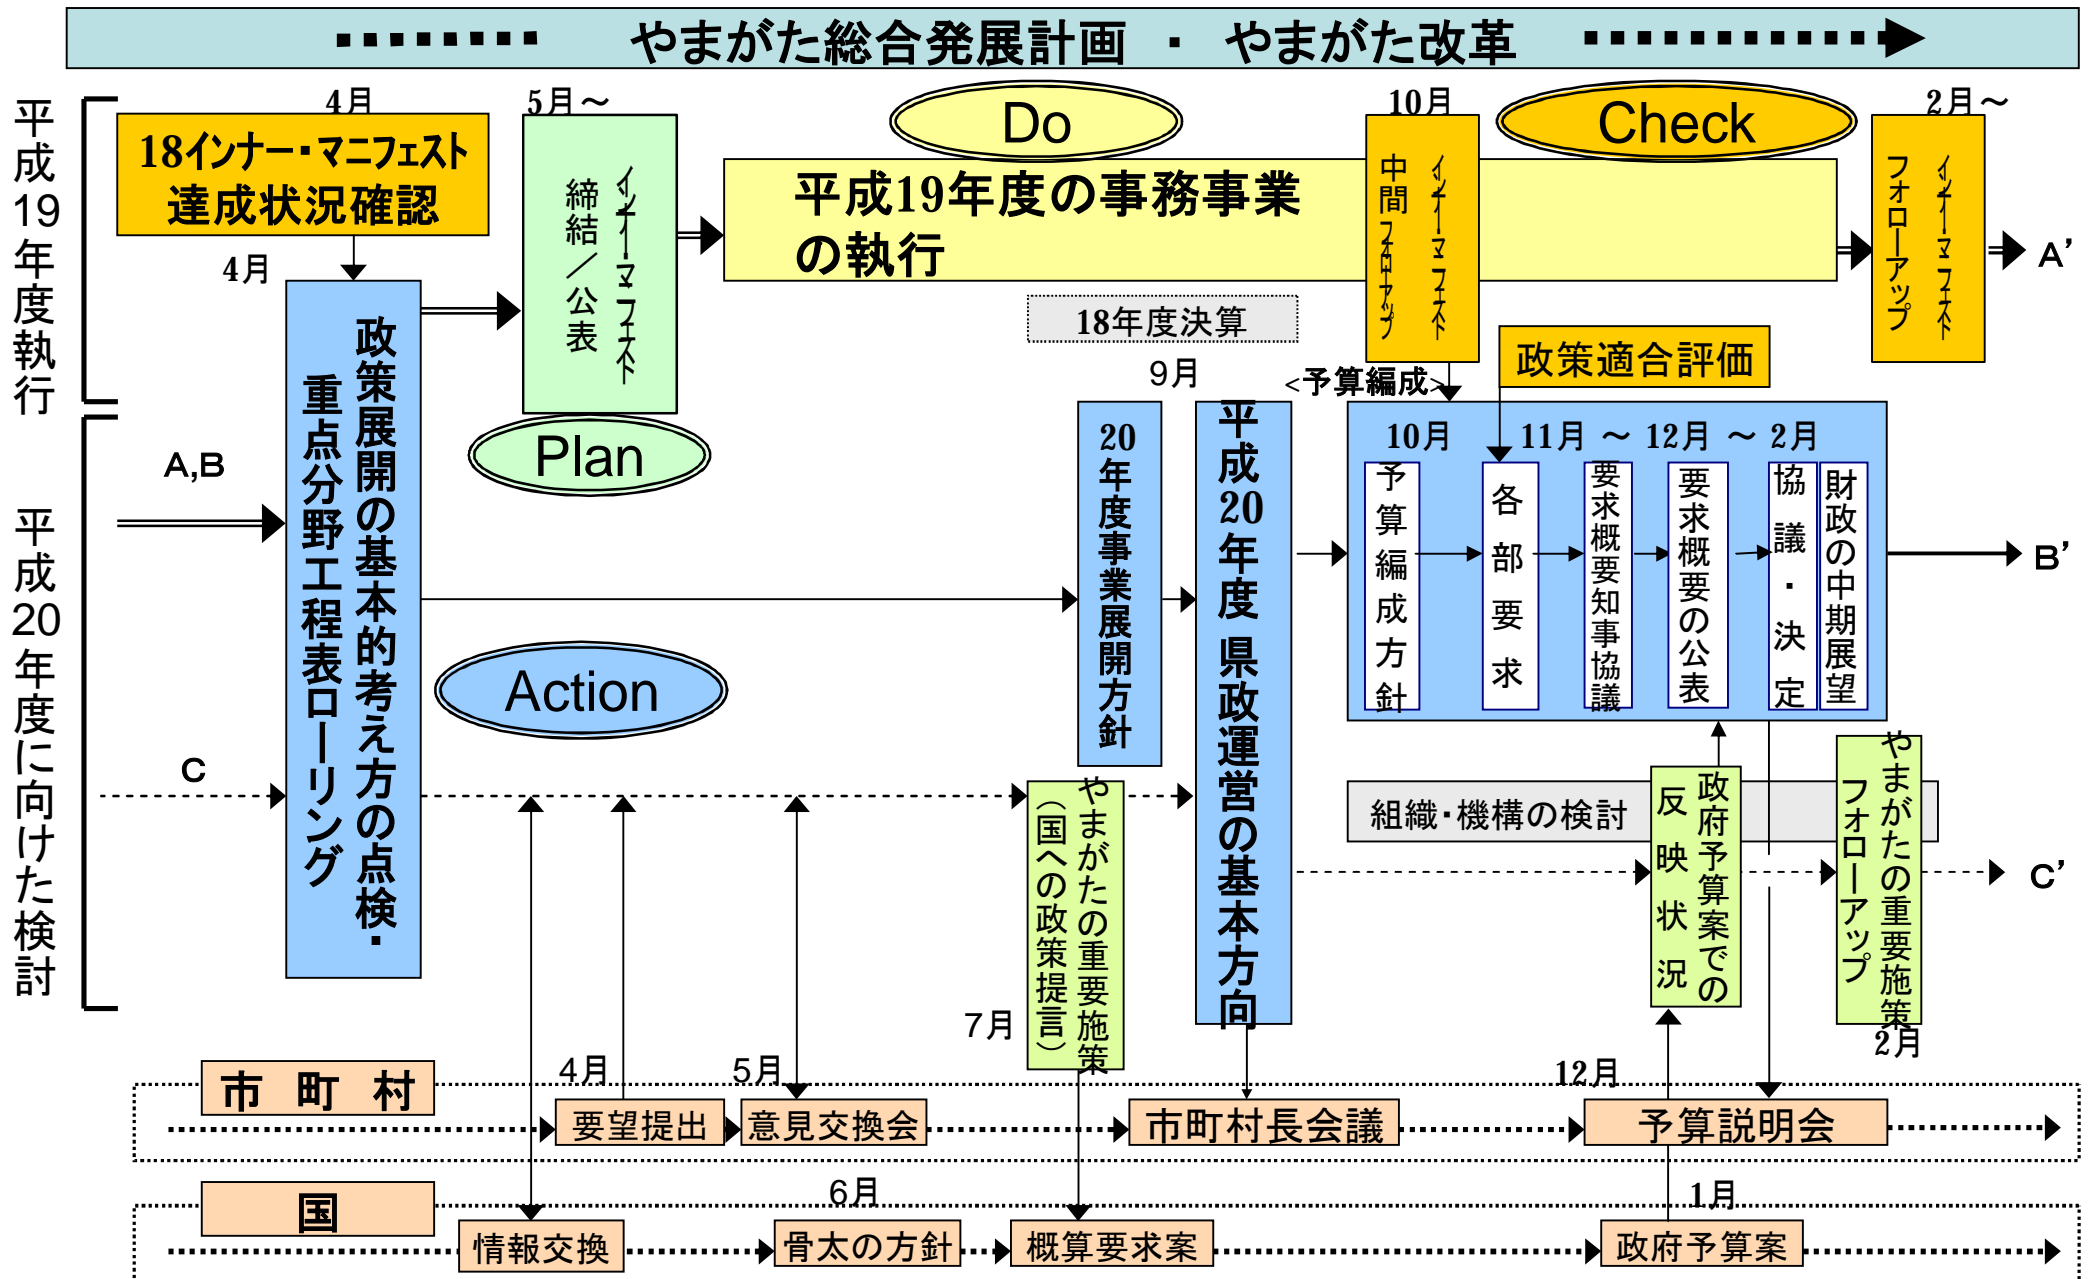 やまがた総合発展計画 ・ やまがた改革
平成19年度執行
平成20年度に向けた検討
4月
18インナー・マニフェスト
達成状況確認
4月
政策展開の基本的考え方の点検・
重点分野工程表ローリング
A,B
C
5月～
インナーマニフェスト
締結／公表
Plan
Do
平成19年度の事務事業
の執行
Action
18年度決算
10月
インナーマニフェスト
中間フォローアップ
Check
2月～
インナーマニフェスト
フォローアップ
A’
政策適合評価
9月
<予算編成>
20年度事業展開方針
平成20年度 県政運営の基本方向
10月
11月 ～ 12月 ～ 2月
予算編成方針
各部要求
要求概要知事協議
要求概要の公表
協議・決定
財政の中期展望
B’
組織・機構の検討
7月
やまがたの重要施策
（国への政策提言）
政府予算案での
反映状況
やまがたの重要施策
フォローアップ
2月
C’
市 町 村
4月
要望提出
5月
意見交換会
市町村長会議
12月
予算説明会
国
情報交換
6月
骨太の方針
概算要求案
1月
政府予算案